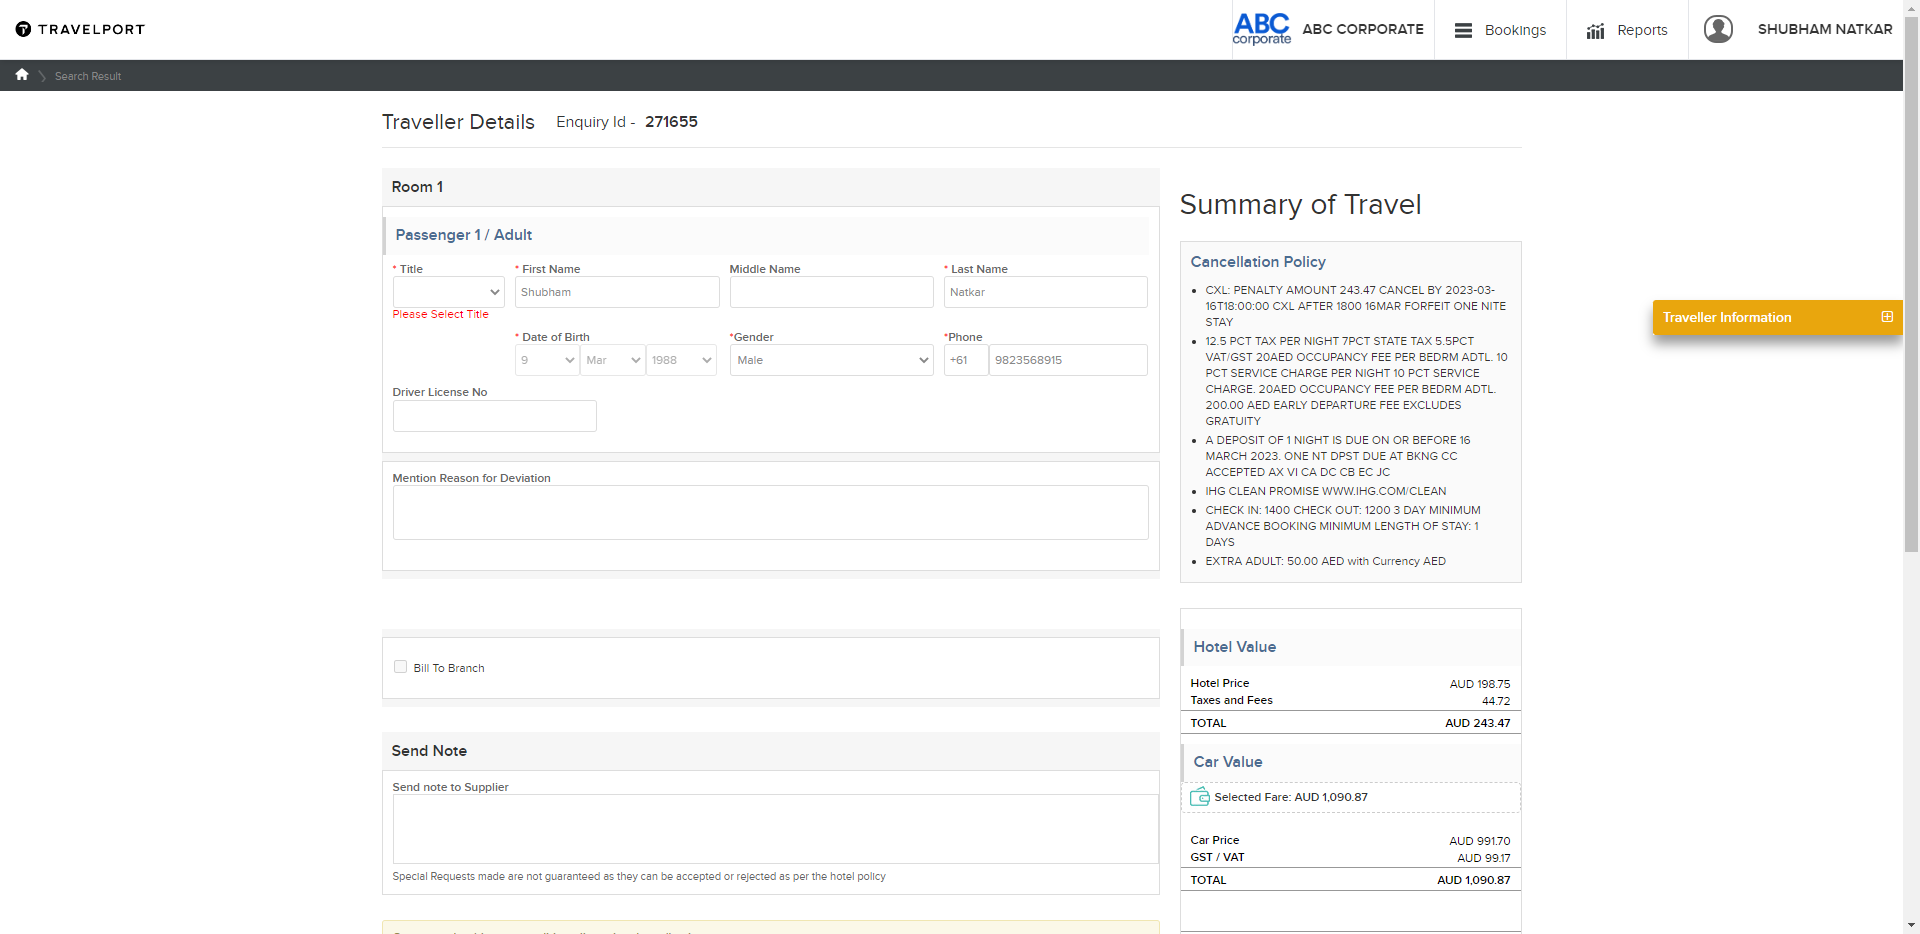 TRAVELPORT
ABC corporate
ABC CORPORATE
Bookings
Reports
SHUBHAM NATKAR
Search Result
Traveller Details
Enquiry Id - 271655
Room 1
Passenger 1 / Adult
* Title
* First Name
Middle Name
* Last Name
Shubham
Natkar
Please Select Title
* Date of Birth
*Gender
*Phone
9
Mar
1988
Male
+61
9823568915
Driver License No
Mention Reason for Deviation
Bill To Branch
Send Note
Send note to Supplier
Special Requests made are not guaranteed as they can be accepted or rejected as per the hotel policy
Summary of Travel
Cancellation Policy
CXL: PENALTY AMOUNT 243.47 CANCEL BY 2023-03-
16T18:00:00 CXL AFTER 1800 16MAR FORFEIT ONE NITE
STAY
12.5 PCT TAX PER NIGHT 7PCT STATE TAX 5.5PCT
VAT/GST 20AED OCCUPANCY FEE PER BEDRM ADTL. 10
PCT SERVICE CHARGE PER NIGHT 10 PCT SERVICE
CHARGE. 20AED OCCUPANCY FEE PER BEDRM ADTL.
200.00 AED EARLY DEPARTURE FEE EXCLUDES
GRATUITY
A DEPOSIT OF 1 NIGHT IS DUE ON OR BEFORE 16
MARCH 2023. ONE NT DPST DUE AT BKNG CC
ACCEPTED AX VI CA DC CB EC JC
IHG CLEAN PROMISE WWW.IHG.COM/CLEAN
CHECK IN: 1400 CHECK OUT: 1200 3 DAY MINIMUM
ADVANCE BOOKING MINIMUM LENGTH OF STAY: 1
DAYS
EXTRA ADULT: 50.00 AED with Currency AED
Hotel Value
Hotel Price AUD 198.75
Taxes and Fees 44.72
TOTAL AUD 243.47
Car Value
Selected Fare: AUD 1,090.87
Car Price AUD 991.70
GST / VAT AUD 99.17
TOTAL AUD 1,090.87
Traveller Information